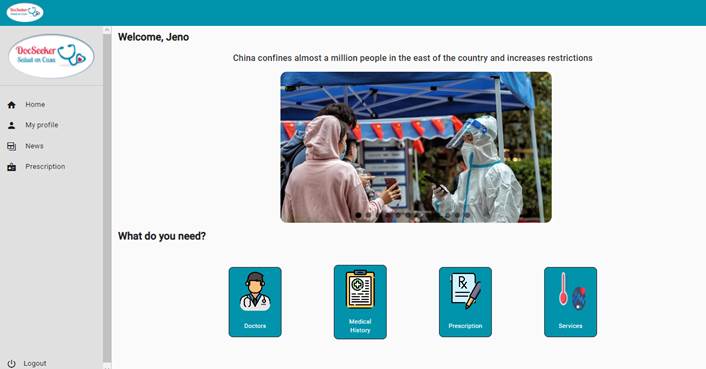 DocSeeker
Salud en Casa
DocSeeker
Salud en Casa
Home
My profile
News
Prescription
Logout
Welcome, Jeno
China confines almost a million people in the east of the country and increases restrictions
What do you need?
Rx
Doctors
Medical
History
Prescription
Services